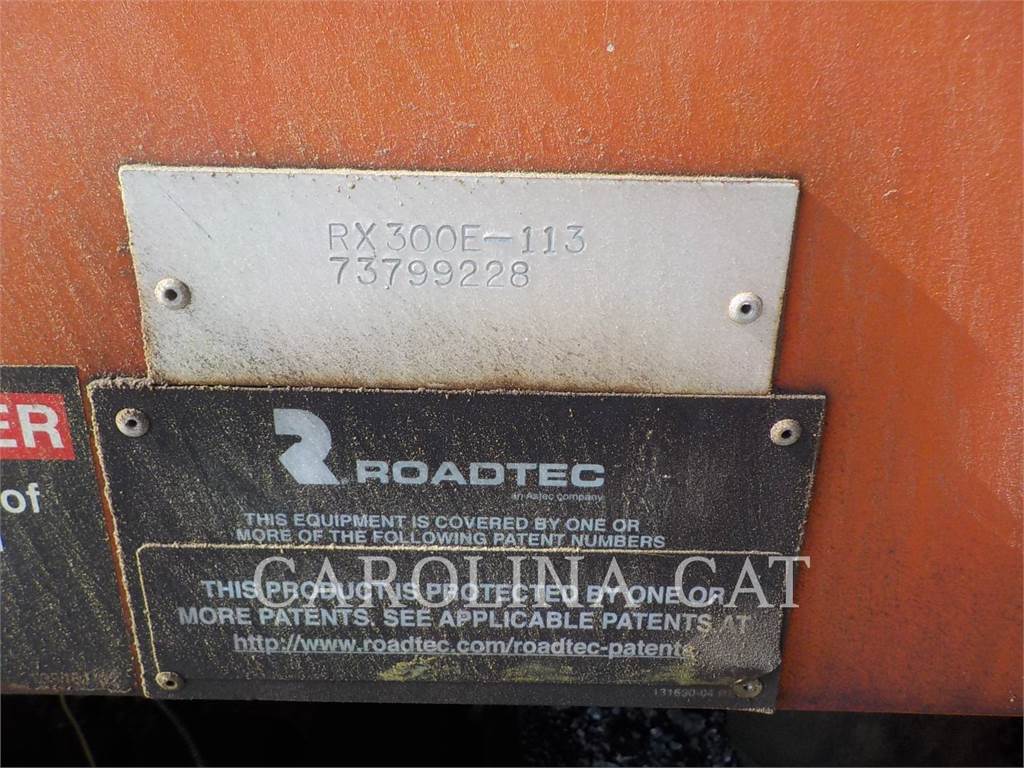 RX300E-113
73799228
ER
of
R ROADTEC
an Astec company
THIS EQUIPMENT IS COVERED BY ONE OR
MORE OF THE FOLLOWING PATENT NUMBERS
THIS PRODUCT IS PROTECTED BY ONE OR
CAROLINA CAT
MORE PATENTS. SEE APPLICABLE PATENTS AT
http://www.roadtec.com/roadtec-patents